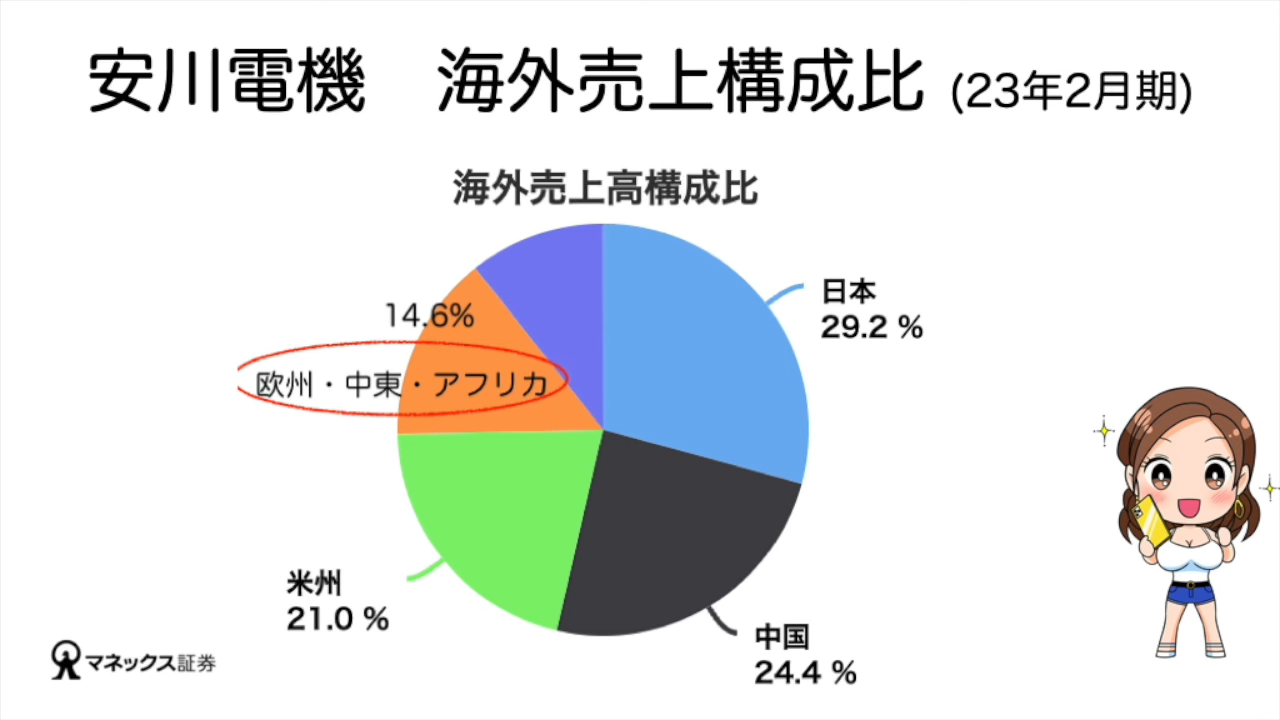 安川電機　海外売上構成比 (23年2月期)
海外売上高構成比
日本
29.2 %
14.6%
欧州・中東・アフリカ
米州
21.0 %
中国
24.4 %
マネックス証券